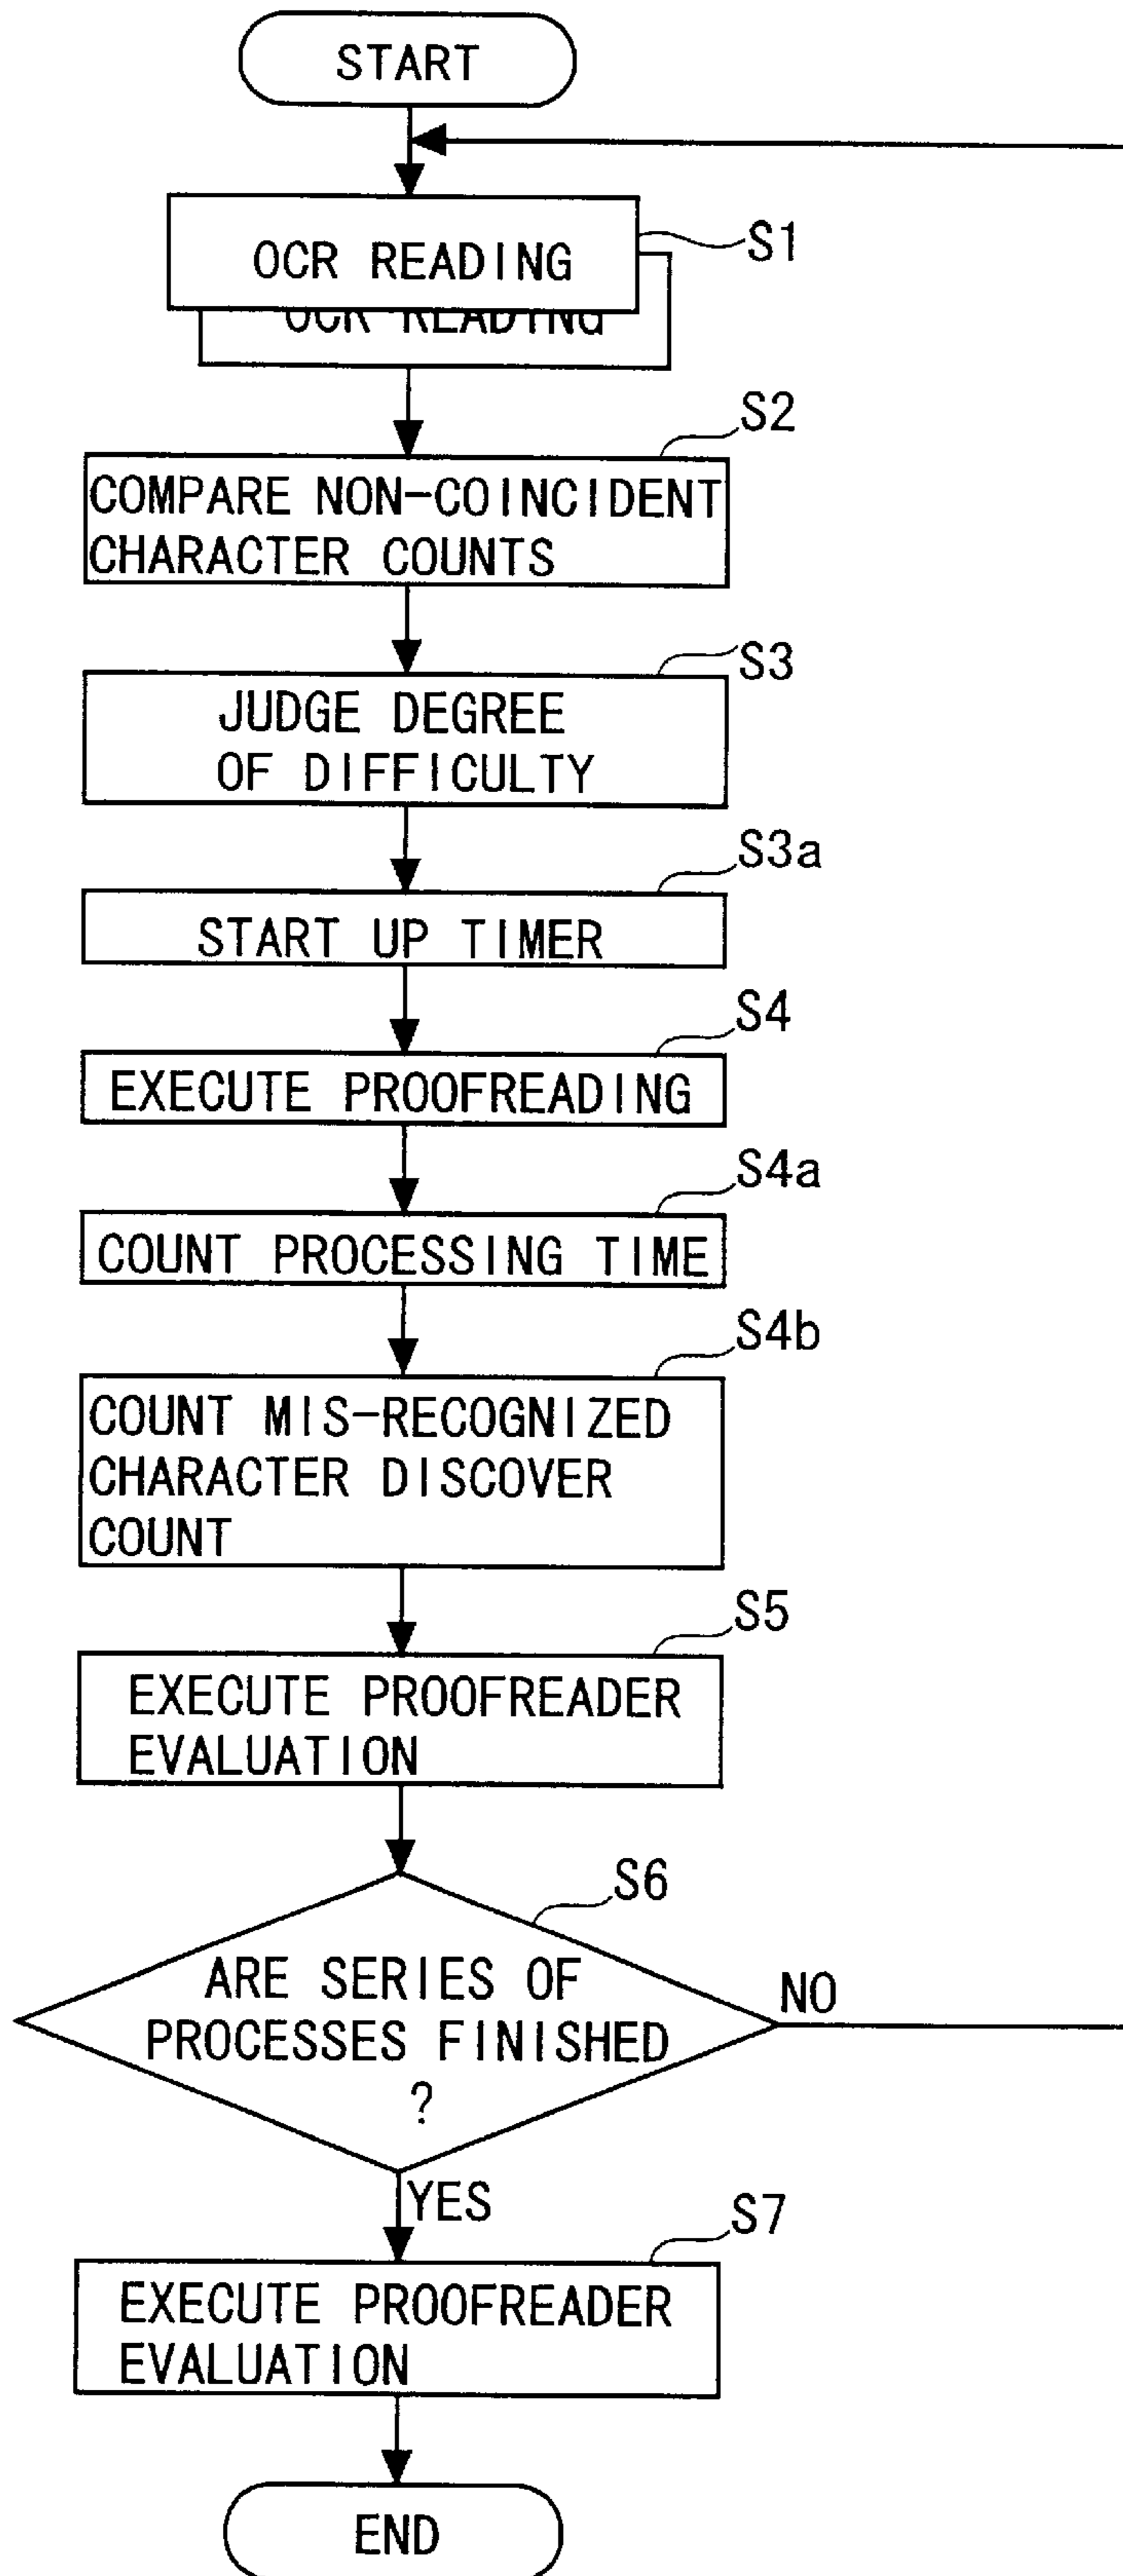 START
OCR READING
S1
OCR READING
S2
COMPARE NON-COINCIDENT
CHARACTER COUNTS
S3
JUDGE DEGREE
OF DIFFICULTY
S3a
START UP TIMER
S4
EXECUTE PROOFREADING
S4a
COUNT PROCESSING TIME
S4b
COUNT MIS-RECOGNIZED
CHARACTER DISCOVER
COUNT
S5
EXECUTE PROOFREADER
EVALUATION
S6
ARE SERIES OF
PROCESSES FINISHED
?
NO
YES
S7
EXECUTE PROOFREADER
EVALUATION
END